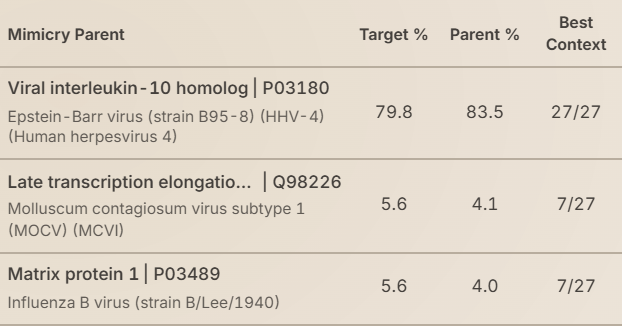 Mimicry Parent Target % Parent % Best Context
Viral interleukin-10 homolog | P03180
Epstein-Barr virus (strain B95-8) (HHV-4)
(Human herpesvirus 4)
79.8 83.5 27/27
Late transcription elongatio... | Q98226
Molluscum contagiosum virus subtype 1
(MOCV) (MCVI)
5.6 4.1 7/27
Matrix protein 1 | P03489
Influenza B virus (strain B/Lee/1940)
5.6 4.0 7/27